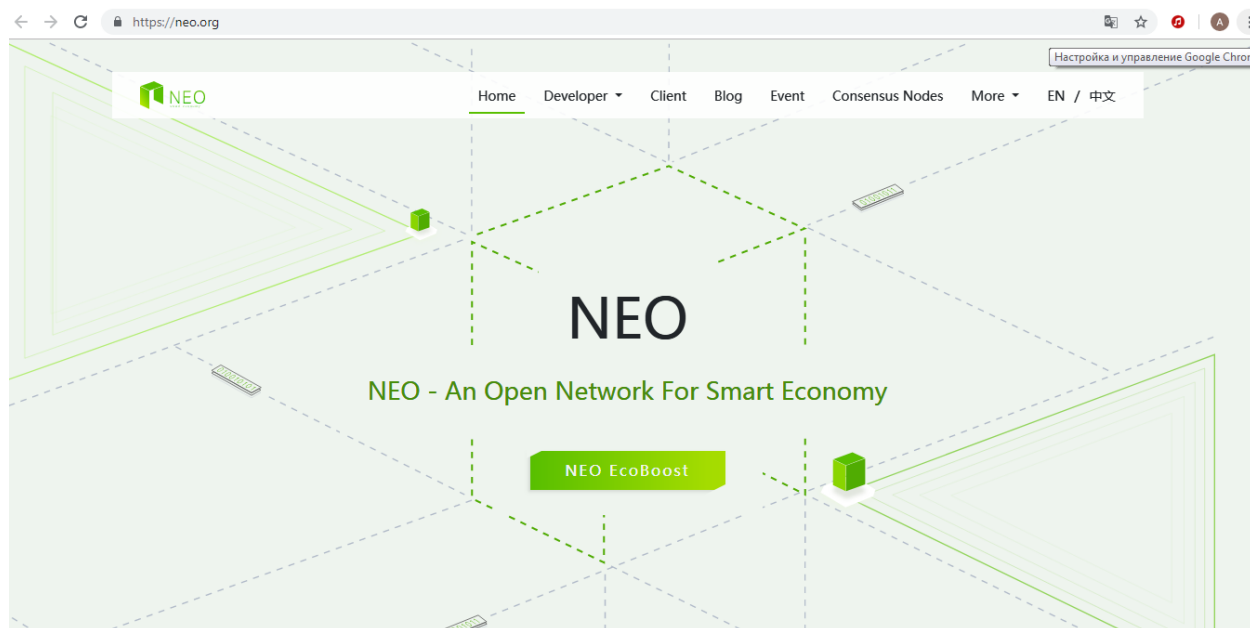 https://neo.org
A
Настройка и управление Google Chron
NEO
Home Developer Client Blog Event Consensus Nodes More EN / 中文
NEO
NEO - An Open Network For Smart Economy
NEO EcoBoost